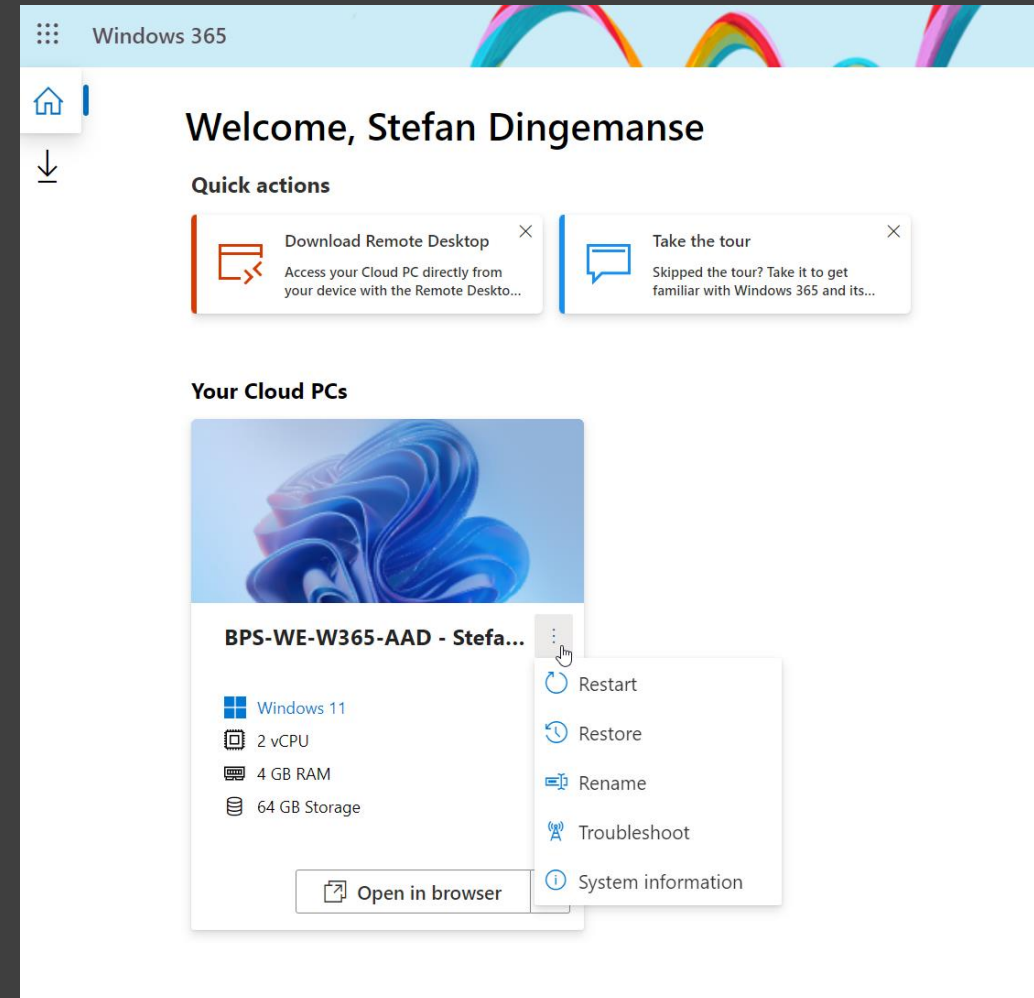 Windows 365
Welcome, Stefan Dingemanse
Quick actions
Download Remote Desktop
Access your Cloud PC directly from
your device with the Remote Deskto...
Take the tour
Skipped the tour? Take it to get
familiar with Windows 365 and its...
Your Cloud PCs
BPS-WE-W365-AAD - Stefa...
Windows 11
2 vCPU
4 GB RAM
64 GB Storage
Open in browser
Restart
Restore
Rename
Troubleshoot
System information